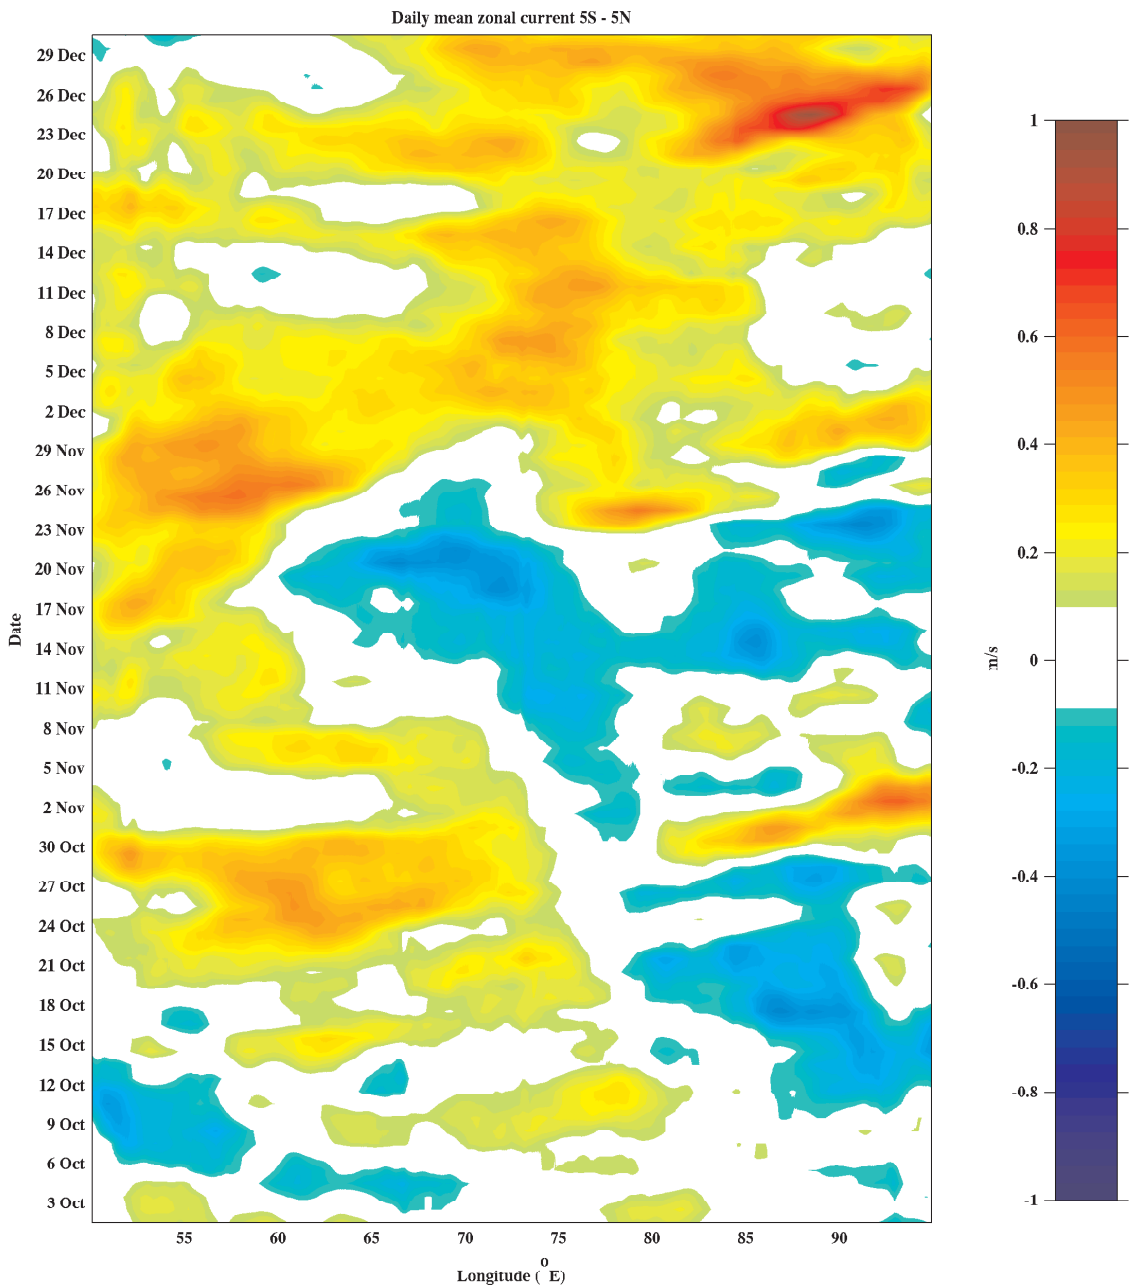 Daily mean zonal current 5S - 5N
29 Dec
26 Dec
23 Dec
20 Dec
17 Dec
14 Dec
11 Dec
8 Dec
5 Dec
2 Dec
29 Nov
26 Nov
23 Nov
20 Nov
17 Nov
14 Nov
11 Nov
8 Nov
5 Nov
2 Nov
30 Oct
27 Oct
24 Oct
21 Oct
18 Oct
15 Oct
12 Oct
9 Oct
6 Oct
3 Oct
Date
55 60 65 70 75 80 85 90
Longitude (o E)
1
0.8
0.6
0.4
0.2
0
-0.2
-0.4
-0.6
-0.8
-1
m/s